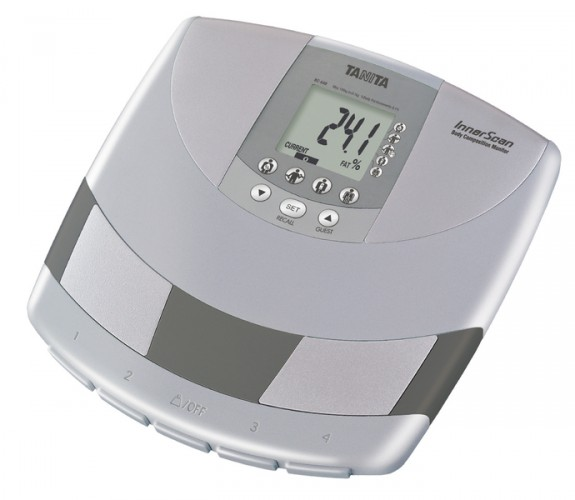 TANITA
24.1
CURRENT
FAT %
InnerScan
Body Composition Monitor
SET
RECALL
GUEST
1
2
△/OFF
3
4